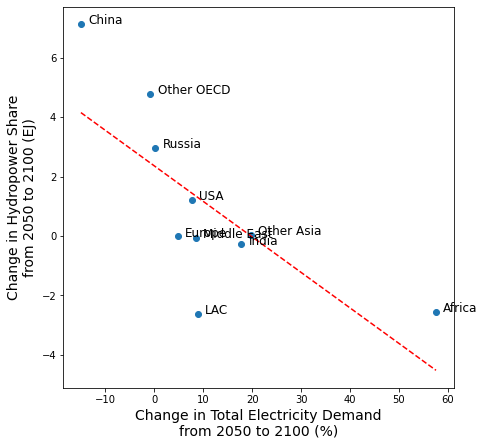 China
6
Other OECD
4
Russia
2
USA
0
Europe
Middle East
Other Asia
India
−2
LAC
Africa
−4
−10 0 10 20 30 40 50 60
Change in Hydropower Share
from 2050 to 2100 (EJ)
Change in Total Electricity Demand
from 2050 to 2100 (%)